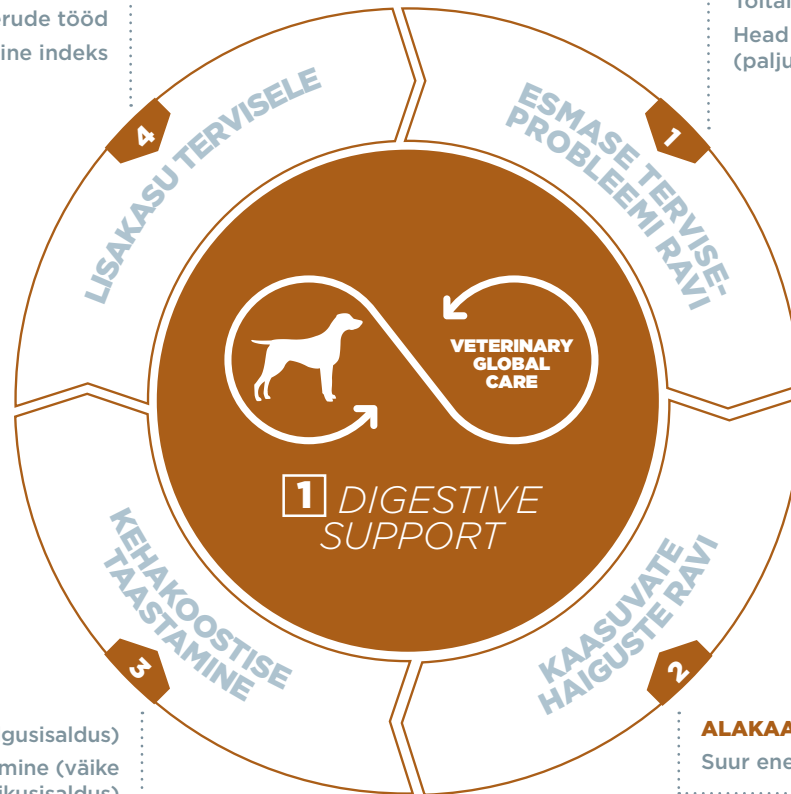 erude tööd
ine indeks
Head
(palju
4
LISAKASU TERVISELE
1
ESMASE TERVISE-
PROBLEEMI RAVI
VETERINARY
GLOBAL
CARE
1 DIGESTIVE
SUPPORT
KEHAKOOSTISE
TAASTAMINE
3
KAASUVATE
HAIGUSTE RAVI
2
gusisaldus)
mine (väike
ikusisaldus)
ALAKAA
Suur ene